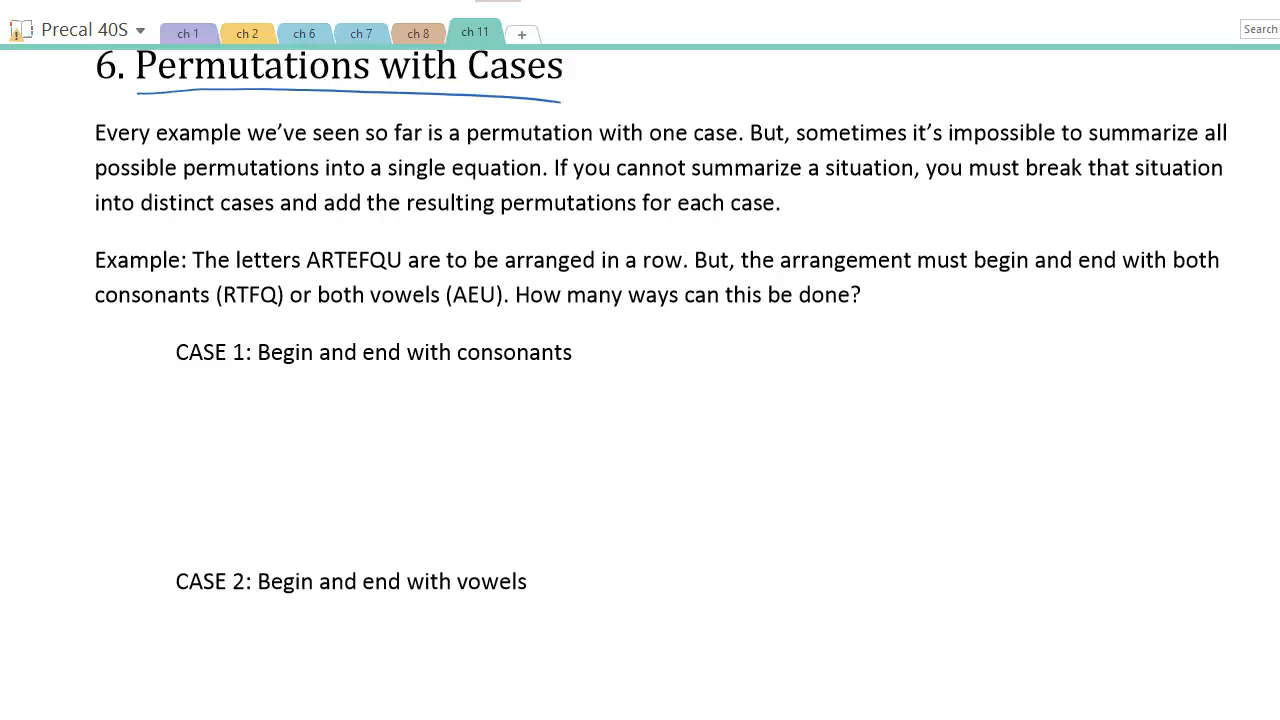 Precal 40S
ch 1
ch 2
ch 6
ch 7
ch 8
ch 11
+
Search
6. Permutations with Cases
Every example we’ve seen so far is a permutation with one case. But, sometimes it’s impossible to summarize all
possible permutations into a single equation. If you cannot summarize a situation, you must break that situation
into distinct cases and add the resulting permutations for each case.
Example: The letters ARTEFQU are to be arranged in a row. But, the arrangement must begin and end with both
consonants (RTFQ) or both vowels (AEU). How many ways can this be done?
CASE 1: Begin and end with consonants
CASE 2: Begin and end with vowels